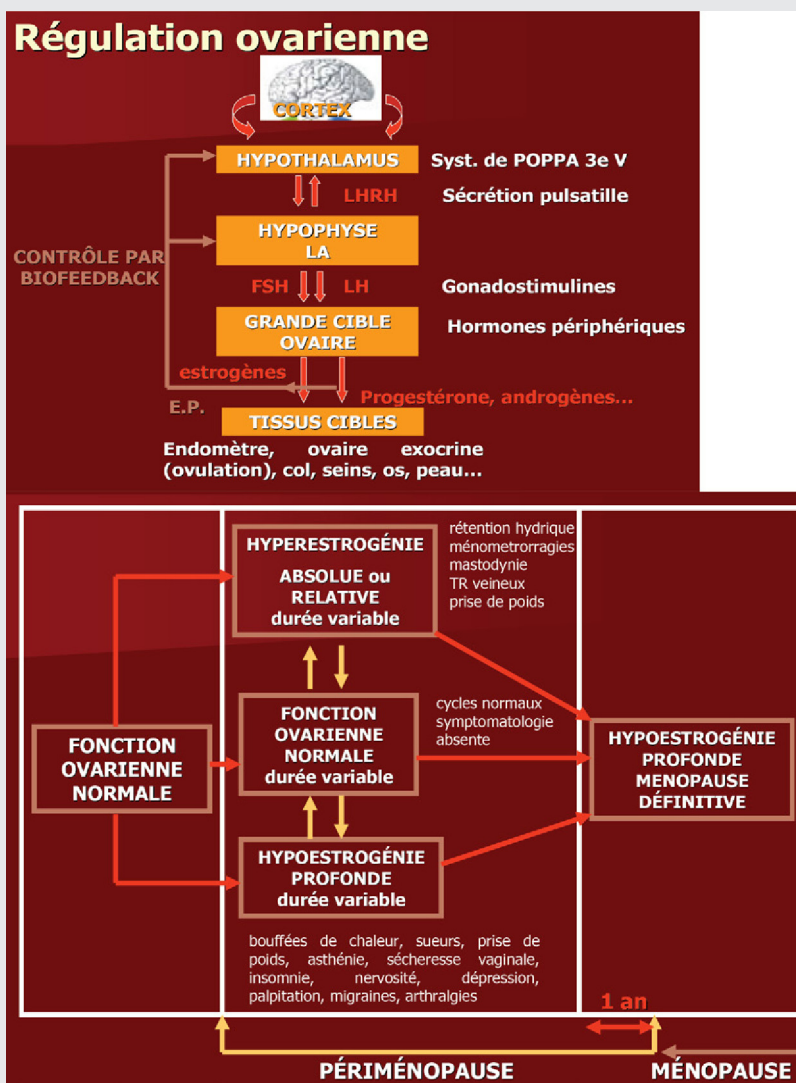 Régulation ovarienne
CORTEX
HYPOTHALAMUS
Syst. de POPPA 3e V
LHRH
Sécrétion pulsatille
HYPOPHYSE
LA
CONTRÔLE PAR
BIOFEEDBACK
FSH
LH
Gonadostimulines
GRANDE CIBLE
OVAIRE
Hormones périphériques
estrogènes
E.P.
Progestérone, androgènes...
TISSUS CIBLES
Endomètre, ovaire exocrine
(ovulation), col, seins, os, peau...
HYPERESTROGÉNIE
ABSOLUE ou
RELATIVE
durée variable
rétention hydrique
ménometrorragies
mastodynie
TR veineux
prise de poids
FONCTION
OVARIENNE
NORMALE
FONCTION
OVARIENNE
NORMALE
durée variable
cycles normaux
symptomatologie
absente
HYPOESTROGÉNIE
PROFONDE
MENOPAUSE
DÉFINITIVE
HYPOESTROGÉNIE
PROFONDE
durée variable
bouffées de chaleur, sueurs, prise de
poids, asthénie, sécheresse vaginale,
insomnie, nervosité, dépression,
palpitation, migraines, arthralgies
1 an
PÉRIMÉNOPAUSE
MÉNOPAUSE